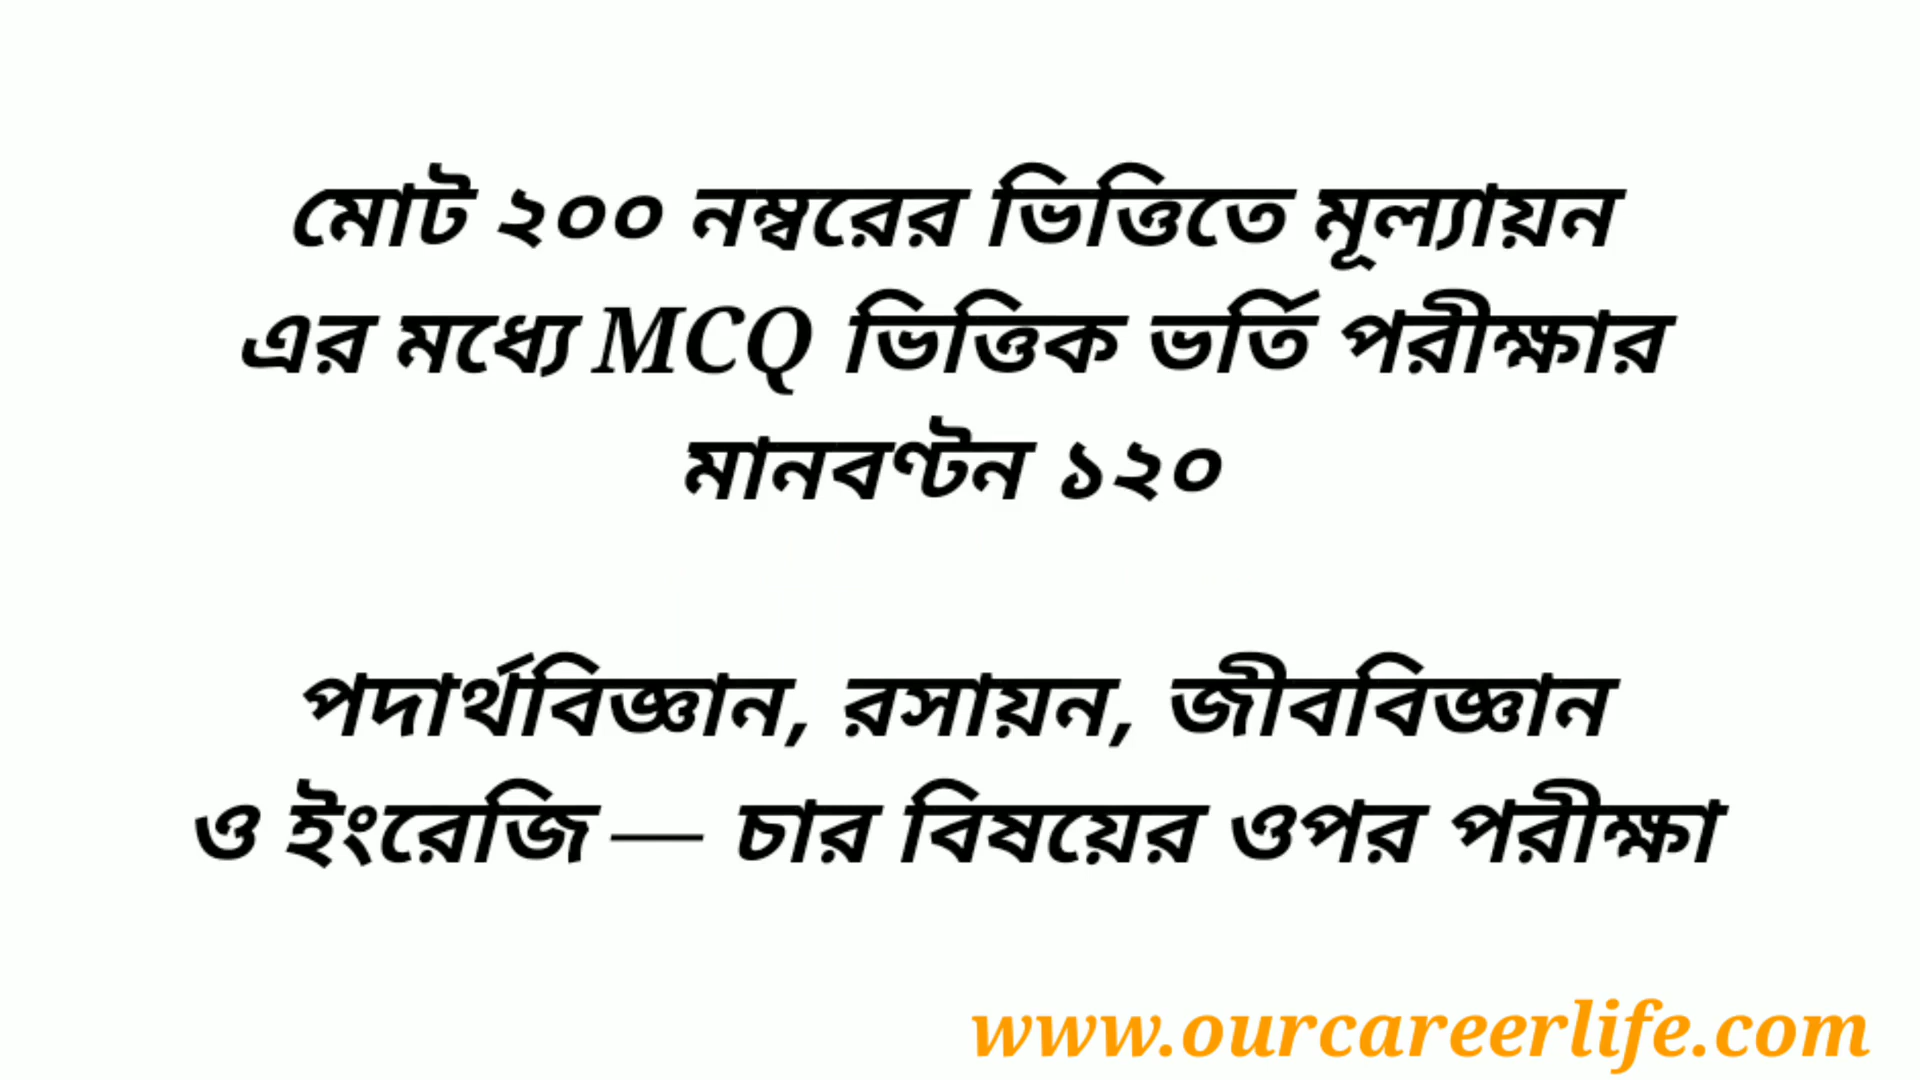 মোট ২০০ নম্বরের ভিত্তিতে মূল্যায়ন
এর মধ্যে MCQ ভিত্তিক ভর্তি পরীক্ষার
মানবণ্টন ১২০
পদার্থবিজ্ঞান, রসায়ন, জীববিজ্ঞান
ও ইংরেজি — চার বিষয়ের ওপর পরীক্ষা
www.ourcareerlife.com